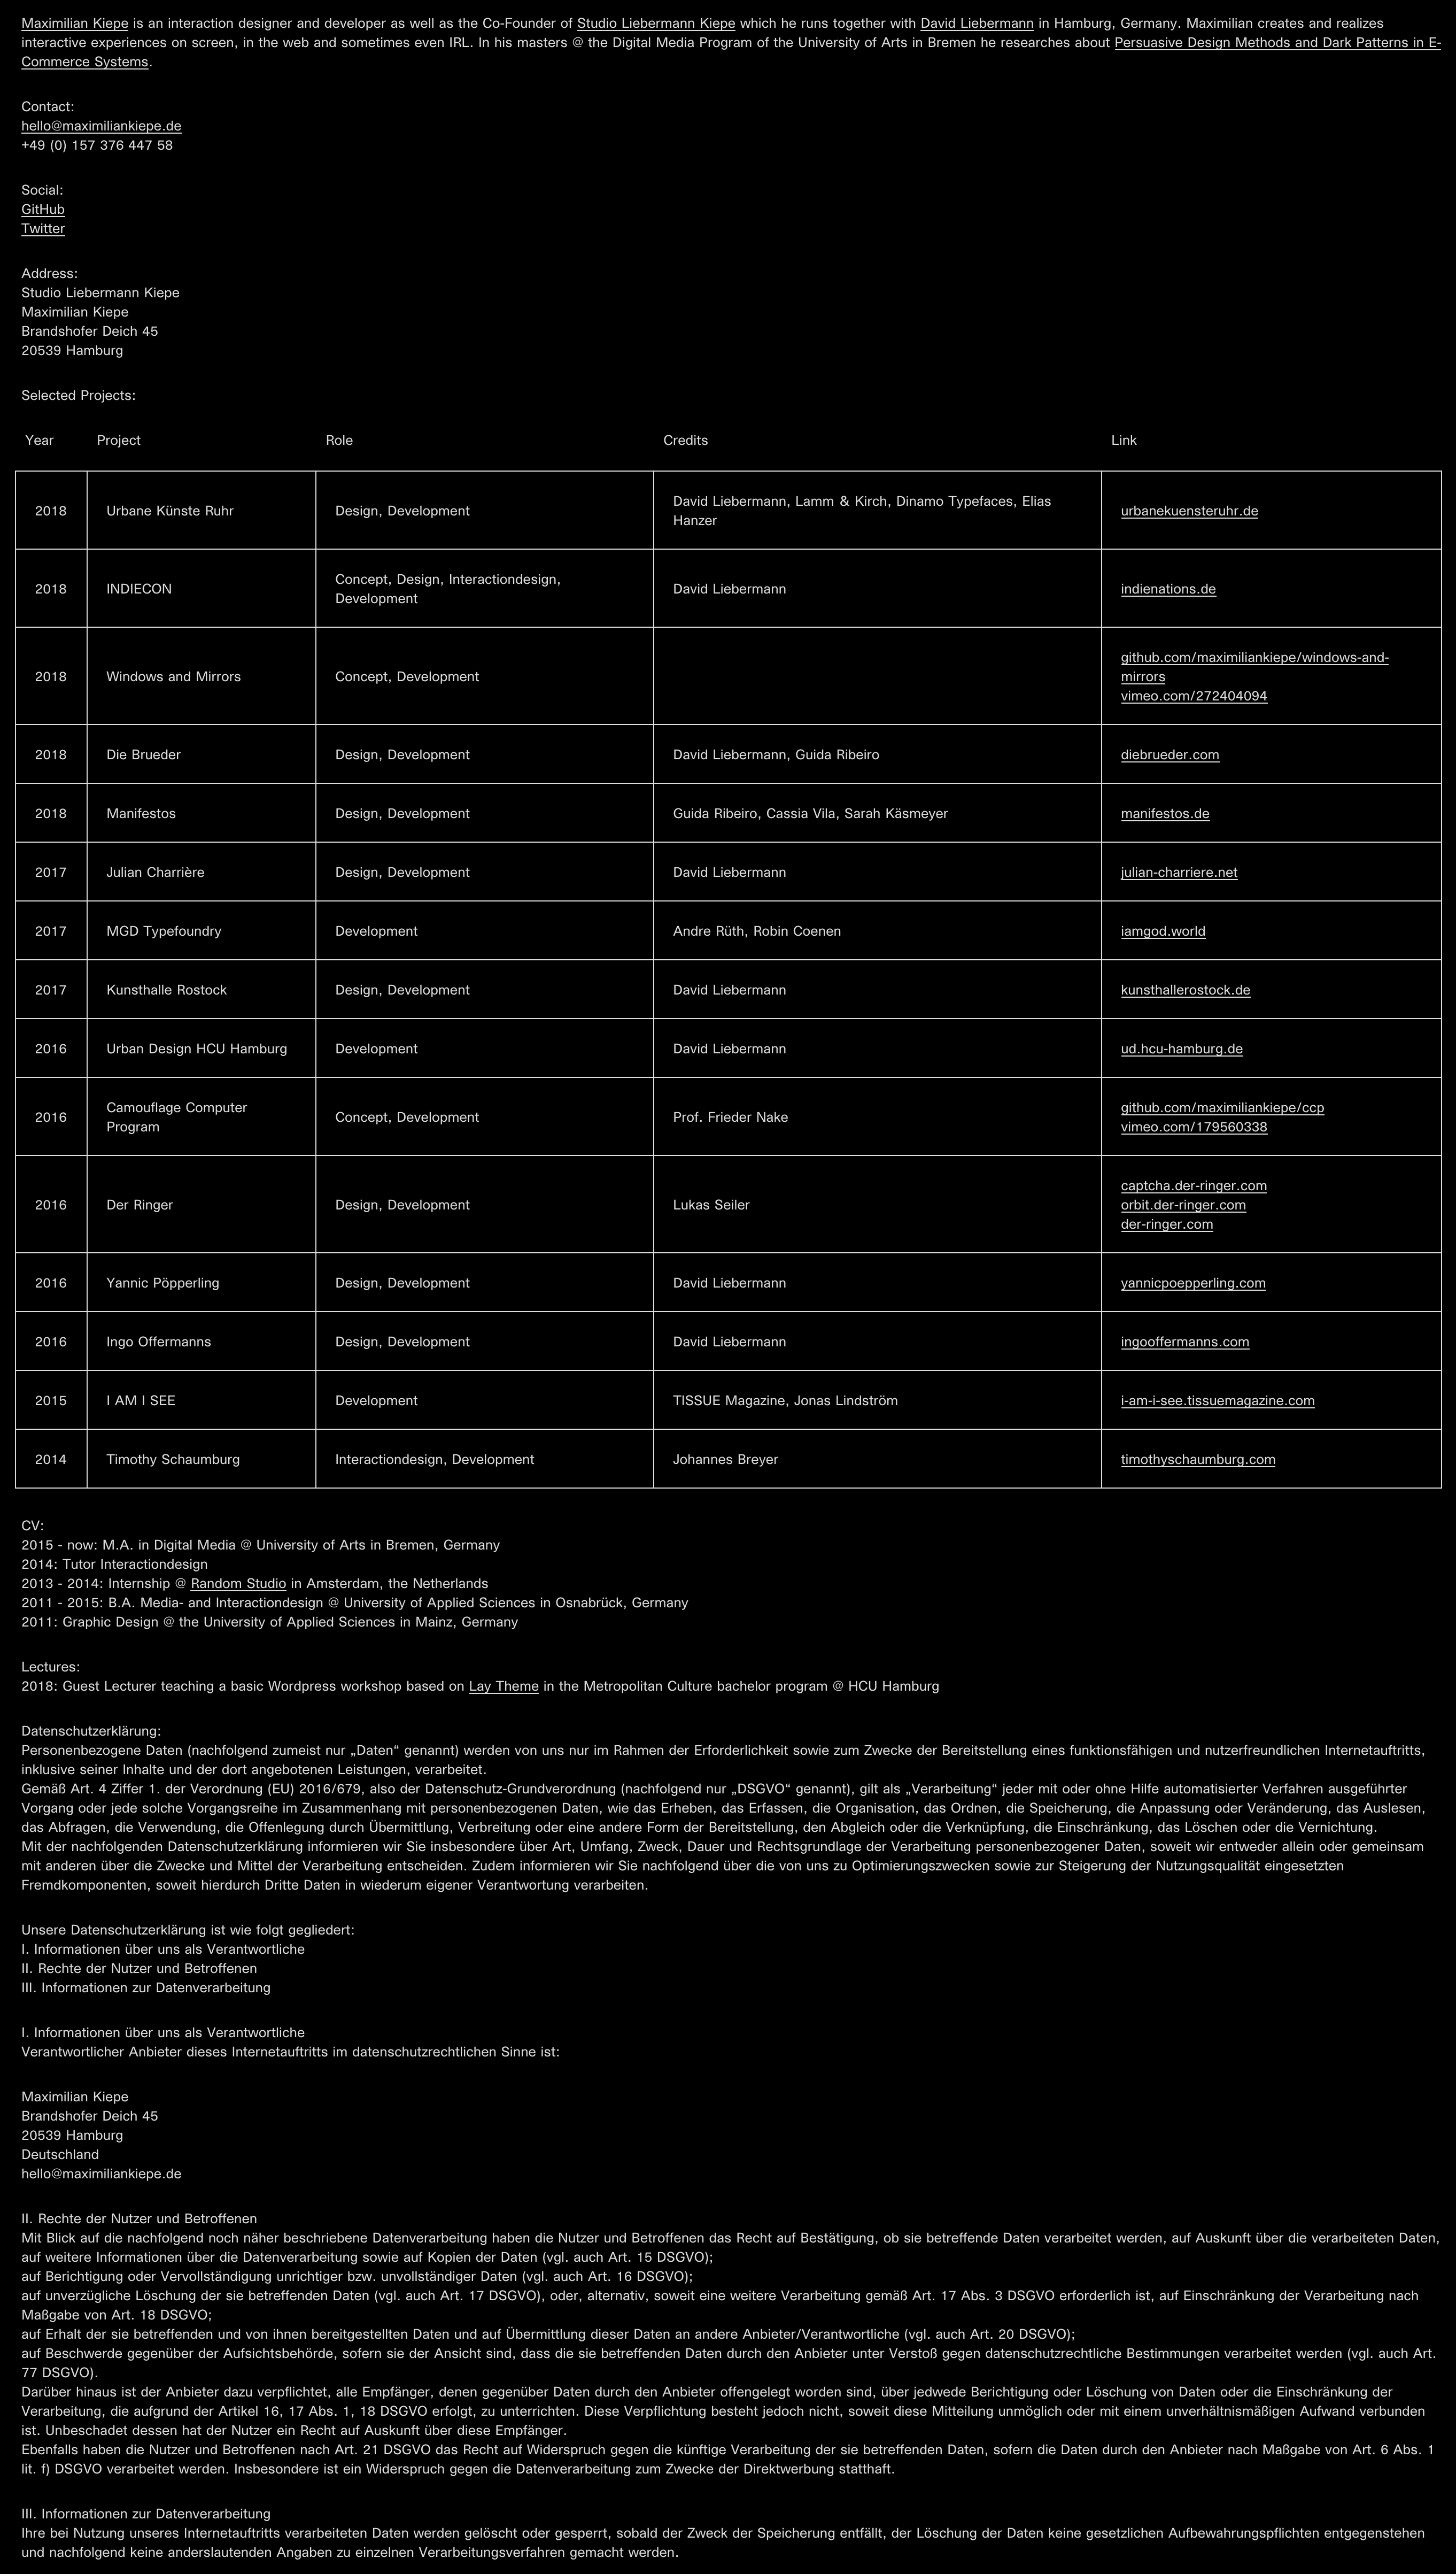 Maximilian Kiepe is an interaction designer and developer as well as the Co-Founder of Studio Liebermann Kiepe which he runs together with David Liebermann in Hamburg, Germany. Maximilian creates and realizes
interactive experiences on screen, in the web and sometimes even IRL. In his masters @ the Digital Media Program of the University of Arts in Bremen he researches about Persuasive Design Methods and Dark Patterns in E-
Commerce Systems.
Contact:
hello@maximiliankiepe.de
+49 (0) 157 376 447 58
Social:
GitHub
Twitter
Address:
Studio Liebermann Kiepe
Maximilian Kiepe
Brandshofer Deich 45
20539 Hamburg
Selected Projects:
Year Project Role Credits Link
2018 Urbane Künste Ruhr Design, Development David Liebermann, Lamm & Kirch, Dinamo Typefaces, Elias
Hanzer urbanekuensteruhr.de
2018 INDIECON Concept, Design, Interactiondesign,
Development David Liebermann indienations.de
2018 Windows and Mirrors Concept, Development github.com/maximiliankiepe/windows-and-
mirrors
vimeo.com/272404094
2018 Die Brueder Design, Development David Liebermann, Guida Ribeiro diebrueder.com
2018 Manifestos Design, Development Guida Ribeiro, Cassia Vila, Sarah Käsmeyer manifestos.de
2017 Julian Charrière Design, Development David Liebermann julian-charriere.net
2017 MGD Typefoundry Development Andre Rüth, Robin Coenen iamgod.world
2017 Kunsthalle Rostock Design, Development David Liebermann kunsthallerostock.de
2016 Urban Design HCU Hamburg Development David Liebermann ud.hcu-hamburg.de
2016 Camouflage Computer
Program Concept, Development Prof. Frieder Nake github.com/maximiliankiepe/ccp
vimeo.com/179560338
2016 Der Ringer Design, Development Lukas Seiler captcha.der-ringer.com
orbit.der-ringer.com
der-ringer.com
2016 Yannic Pöpperling Design, Development David Liebermann yannicpoepperling.com
2016 Ingo Offermanns Design, Development David Liebermann ingooffermanns.com
2015 I AM I SEE Development TISSUE Magazine, Jonas Lindström i-am-i-see.tissuemagazine.com
2014 Timothy Schaumburg Interactiondesign, Development Johannes Breyer timothyschaumburg.com
CV:
2015 - now: M.A. in Digital Media @ University of Arts in Bremen, Germany
2014: Tutor Interactiondesign
2013 - 2014: Internship @ Random Studio in Amsterdam, the Netherlands
2011 - 2015: B.A. Media- and Interactiondesign @ University of Applied Sciences in Osnabrück, Germany
2011: Graphic Design @ the University of Applied Sciences in Mainz, Germany
Lectures:
2018: Guest Lecturer teaching a basic Wordpress workshop based on Lay Theme in the Metropolitan Culture bachelor program @ HCU Hamburg
Datenschutzerklärung:
Personenbezogene Daten (nachfolgend zumeist nur „Daten“ genannt) werden von uns nur im Rahmen der Erforderlichkeit sowie zum Zwecke der Bereitstellung eines funktionsfähigen und nutzerfreundlichen Internetauftritts,
inklusive seiner Inhalte und der dort angebotenen Leistungen, verarbeitet.
Gemäß Art. 4 Ziffer 1. der Verordnung (EU) 2016/679, also der Datenschutz-Grundverordnung (nachfolgend nur „DSGVO“ genannt), gilt als „Verarbeitung“ jeder mit oder ohne Hilfe automatisierter Verfahren ausgeführter
Vorgang oder jede solche Vorgangsreihe im Zusammenhang mit personenbezogenen Daten, wie das Erheben, das Erfassen, die Organisation, das Ordnen, die Speicherung, die Anpassung oder Veränderung, das Auslesen,
das Abfragen, die Verwendung, die Offenlegung durch Übermittlung, Verbreitung oder eine andere Form der Bereitstellung, den Abgleich oder die Verknüpfung, die Einschränkung, das Löschen oder die Vernichtung.
Mit der nachfolgenden Datenschutzerklärung informieren wir Sie insbesondere über Art, Umfang, Zweck, Dauer und Rechtsgrundlage der Verarbeitung personenbezogener Daten, soweit wir entweder allein oder gemeinsam
mit anderen über die Zwecke und Mittel der Verarbeitung entscheiden. Zudem informieren wir Sie nachfolgend über die von uns zu Optimierungszwecken sowie zur Steigerung der Nutzungsqualität eingesetzten
Fremdkomponenten, soweit hierdurch Dritte Daten in wiederum eigener Verantwortung verarbeiten.
Unsere Datenschutzerklärung ist wie folgt gegliedert:
I. Informationen über uns als Verantwortliche
II. Rechte der Nutzer und Betroffenen
III. Informationen zur Datenverarbeitung
I. Informationen über uns als Verantwortliche
Verantwortlicher Anbieter dieses Internetauftritts im datenschutzrechtlichen Sinne ist:
Maximilian Kiepe
Brandshofer Deich 45
20539 Hamburg
Deutschland
hello@maximiliankiepe.de
II. Rechte der Nutzer und Betroffenen
Mit Blick auf die nachfolgend noch näher beschriebene Datenverarbeitung haben die Nutzer und Betroffenen das Recht auf Bestätigung, ob sie betreffende Daten verarbeitet werden, auf Auskunft über die verarbeiteten Daten,
auf weitere Informationen über die Datenverarbeitung sowie auf Kopien der Daten (vgl. auch Art. 15 DSGVO);
auf Berichtigung oder Vervollständigung unrichtiger bzw. unvollständiger Daten (vgl. auch Art. 16 DSGVO);
auf unverzügliche Löschung der sie betreffenden Daten (vgl. auch Art. 17 DSGVO), oder, alternativ, soweit eine weitere Verarbeitung gemäß Art. 17 Abs. 3 DSGVO erforderlich ist, auf Einschränkung der Verarbeitung nach
Maßgabe von Art. 18 DSGVO;
auf Erhalt der sie betreffenden und von ihnen bereitgestellten Daten und auf Übermittlung dieser Daten an andere Anbieter/Verantwortliche (vgl. auch Art. 20 DSGVO);
auf Beschwerde gegenüber der Aufsichtsbehörde, sofern sie der Ansicht sind, dass die sie betreffenden Daten durch den Anbieter unter Verstoß gegen datenschutzrechtliche Bestimmungen verarbeitet werden (vgl. auch Art.
77 DSGVO).
Darüber hinaus ist der Anbieter dazu verpflichtet, alle Empfänger, denen gegenüber Daten durch den Anbieter offengelegt worden sind, über jedwede Berichtigung oder Löschung von Daten oder die Einschränkung der
Verarbeitung, die aufgrund der Artikel 16, 17 Abs. 1, 18 DSGVO erfolgt, zu unterrichten. Diese Verpflichtung besteht jedoch nicht, soweit diese Mitteilung unmöglich oder mit einem unverhältnismäßigen Aufwand verbunden
ist. Unbeschadet dessen hat der Nutzer ein Recht auf Auskunft über diese Empfänger.
Ebenfalls haben die Nutzer und Betroffenen nach Art. 21 DSGVO das Recht auf Widerspruch gegen die künftige Verarbeitung der sie betreffenden Daten, sofern die Daten durch den Anbieter nach Maßgabe von Art. 6 Abs. 1
lit. f) DSGVO verarbeitet werden. Insbesondere ist ein Widerspruch gegen die Datenverarbeitung zum Zwecke der Direktwerbung statthaft.
III. Informationen zur Datenverarbeitung
Ihre bei Nutzung unseres Internetauftritts verarbeiteten Daten werden gelöscht oder gesperrt, sobald der Zweck der Speicherung entfällt, der Löschung der Daten keine gesetzlichen Aufbewahrungspflichten entgegenstehen
und nachfolgend keine anderslautenden Angaben zu einzelnen Verarbeitungsverfahren gemacht werden.